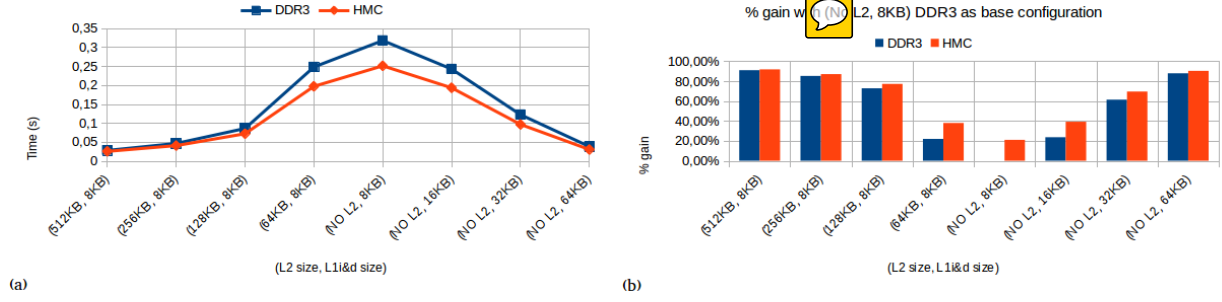 DDR3 HMC
0,35
0,3
0,25
0,2
0,15
0,1
0,05
0
Time (s)
(512KB, 8KB)
(256KB, 8KB)
(128KB, 8KB)
(64KB, 8KB)
(NO L2, 8KB)
(NO L2, 16KB)
(NO L2, 32KB)
(NO L2, 64KB)
(L2 size, L1i&d size)
(a)
% gain w h (No L2, 8KB) DDR3 as base configuration
DDR3 HMC
100,00%
80,00%
60,00%
40,00%
20,00%
0,00%
% gain
(512KB, 8KB)
(256KB, 8KB)
(128KB, 8KB)
(64KB, 8KB)
(NO L2, 8KB)
(NO L2, 16KB)
(NO L2, 32KB)
(NO L2, 64KB)
(L2 size, L1i&d size)
(b)